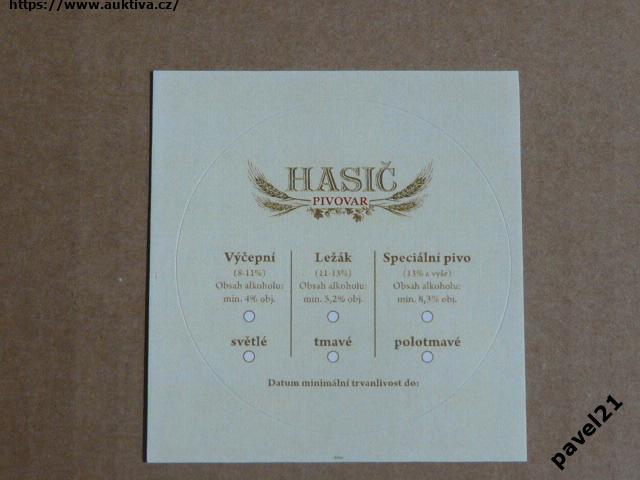 https://www.auktiva.cz/
HASIČ
PIVOVAR
Výčepní Ležák Speciální pivo
(8-11%) (11-13%) (13% a výše)
Obsah alkoholu: Obsah alkoholu: Obsah alkoholu:
min. 4% obj. min. 5,2% obj. min. 8,3% obj.
světlé tmavé polotmavé
Datum minimální trvanlivost do:
pavel21